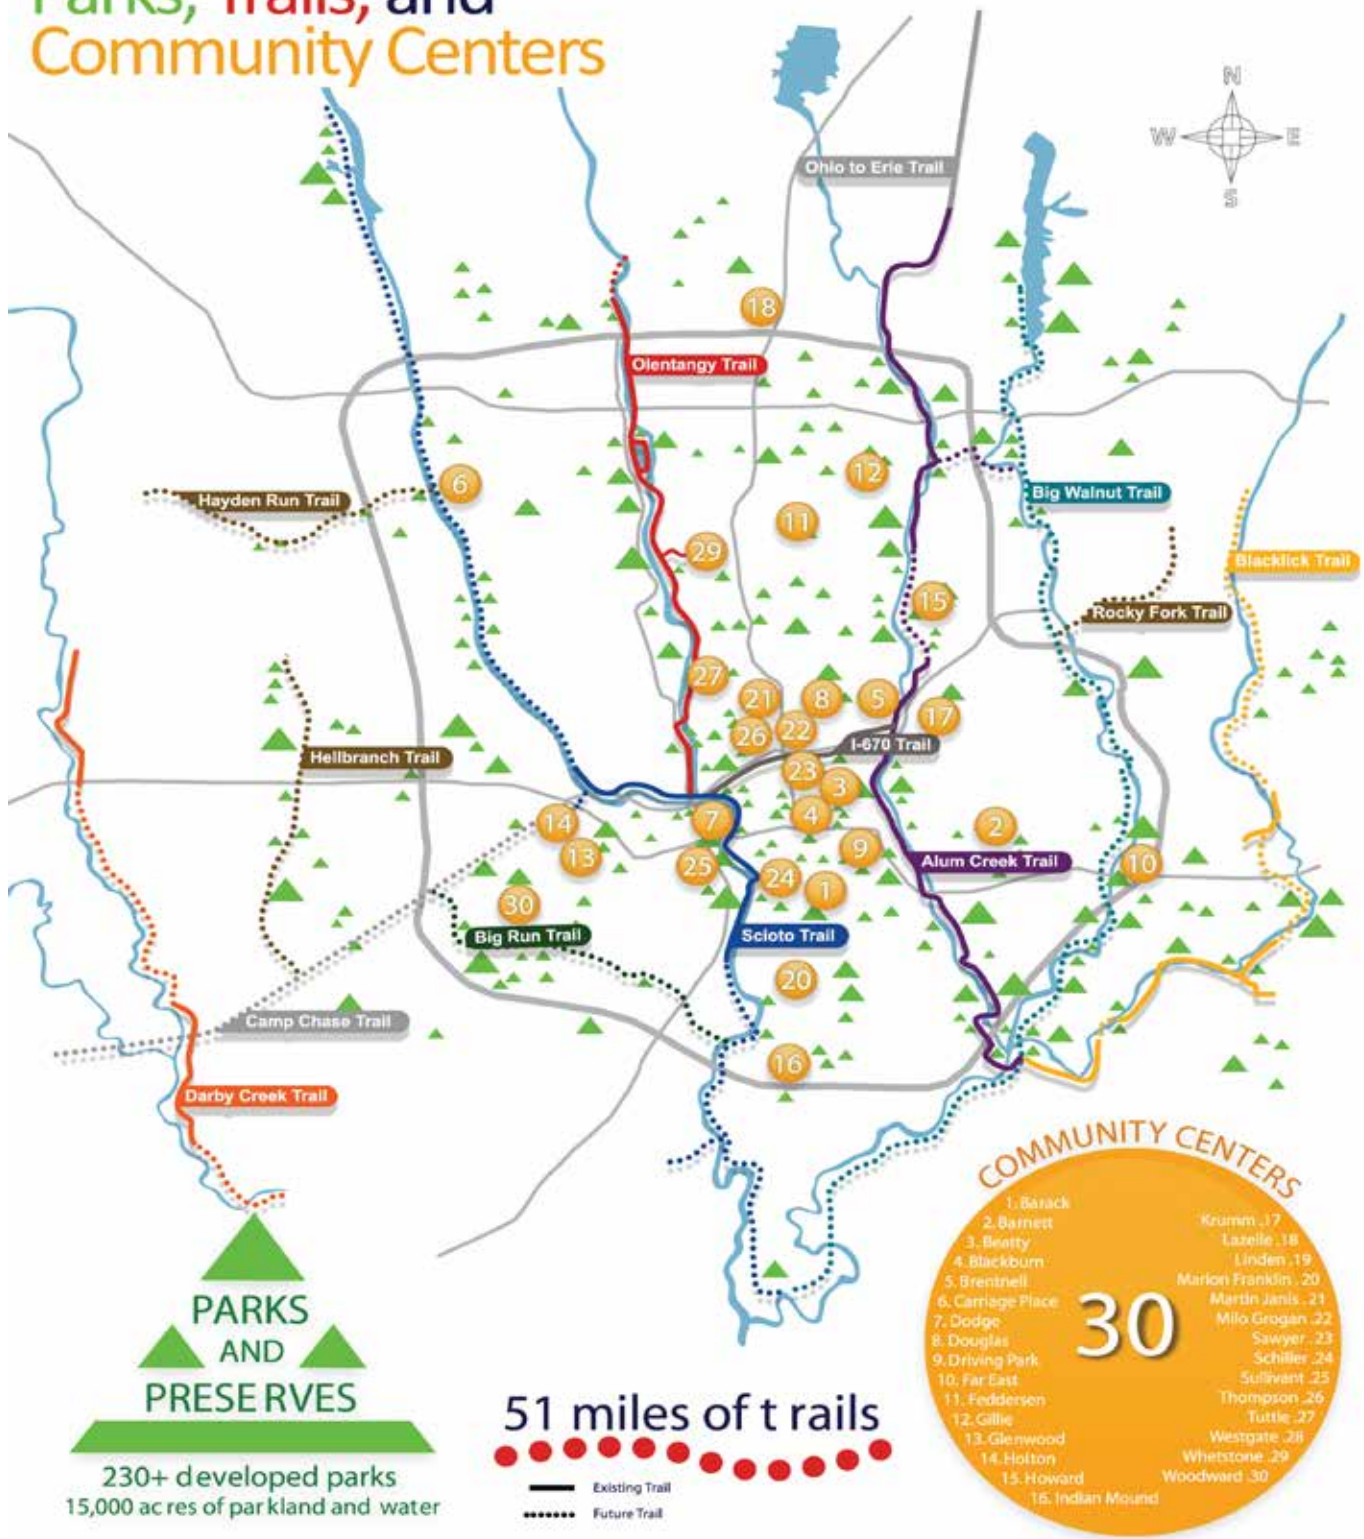 Parks, Trails, and
Community Centers
N
W
E
S
Ohio to Erie Trail
18
Olentangy Trail
12
6
Hayden Run Trail
Big Walnut Trail
11
29
Blacklick Trail
15
Rocky Fork Trail
27
21
8
5
17
26
22
I-670 Trail
Hellbranch Trail
23
3
14
7
4
2
13
9
25
Alum Creek Trail
10
24
1
30
Big Run Trail
Scioto Trail
20
Camp Chase Trail
16
Darby Creek Trail
COMMUNITY CENTERS
1. Barack
2. Barnett
3. Beatty
4. Blackburn
5. Brentnell
6. Carriage Place
7. Dodge
8. Douglas
9. Driving Park
10. Far East
11. Feddersen
12. Gillie
13. Glenwood
14. Holton
15. Howard
16. Indian Mound
30
Krumm .17
Lazelle .18
Linden .19
Marion Franklin . 20
Martin Janis . 21
Milo Grogan . 22
Sawyer . 23
Schiller . 24
Sullivant .25
Thompson . 26
Tuttle . 27
Westgate . 28
Whetstone . 29
Woodward .30
PARKS
AND
PRESE RVES
230+ developed parks
15,000 ac res of parkland and water
51 miles of t rails
Existing Trail
Future Trail